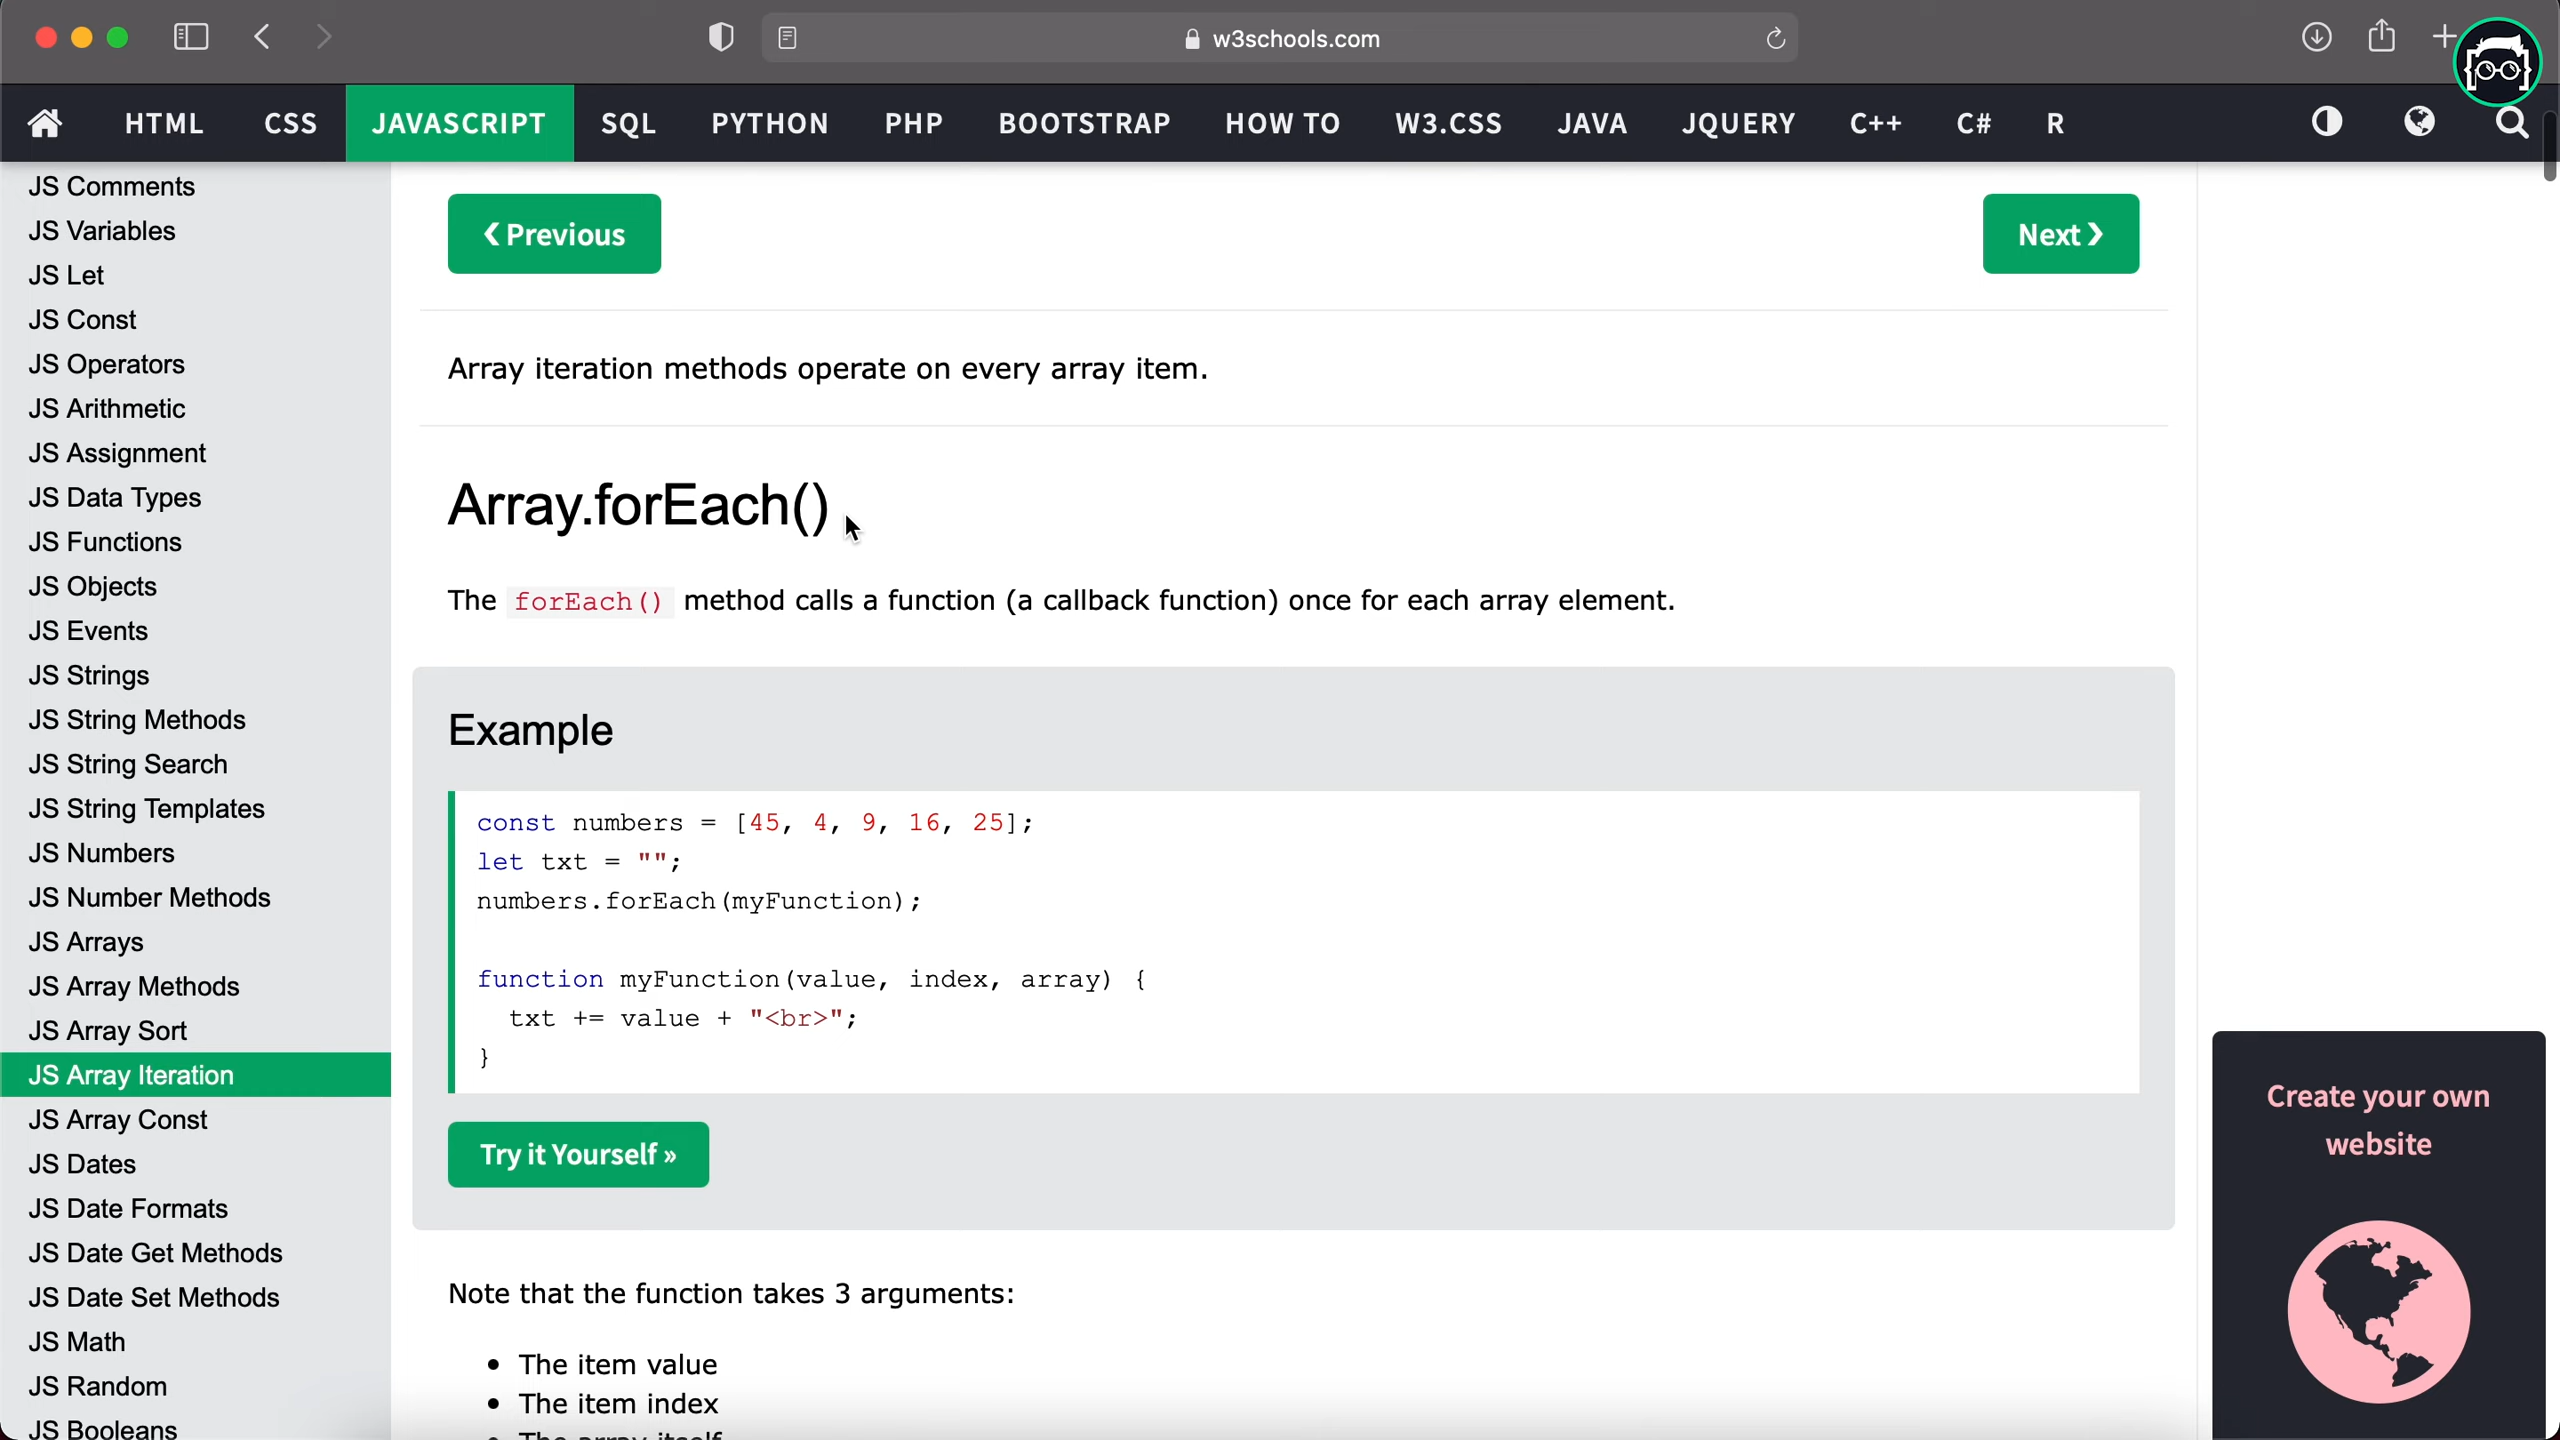 w3schools.com
HTML CSS JAVASCRIPT SQL PYTHON PHP BOOTSTRAP HOW TO W3.CSS JAVA JQUERY C++ C# R
JS Comments
JS Variables
JS Let
JS Const
JS Operators
JS Arithmetic
JS Assignment
JS Data Types
JS Functions
JS Objects
JS Events
JS Strings
JS String Methods
JS String Search
JS String Templates
JS Numbers
JS Number Methods
JS Arrays
JS Array Methods
JS Array Sort
JS Array Iteration
JS Array Const
JS Dates
JS Date Formats
JS Date Get Methods
JS Date Set Methods
JS Math
JS Random
JS Booleans
❮ Previous
Next ❯
Array iteration methods operate on every array item.
Array.forEach()
The forEach() method calls a function (a callback function) once for each array element.
Example
const numbers = [45, 4, 9, 16, 25];
let txt = "";
numbers.forEach(myFunction);
function myFunction(value, index, array) {
txt += value + "<br>";
}
Try it Yourself »
Note that the function takes 3 arguments:
• The item value
• The item index
• The array itself
Create your own
website